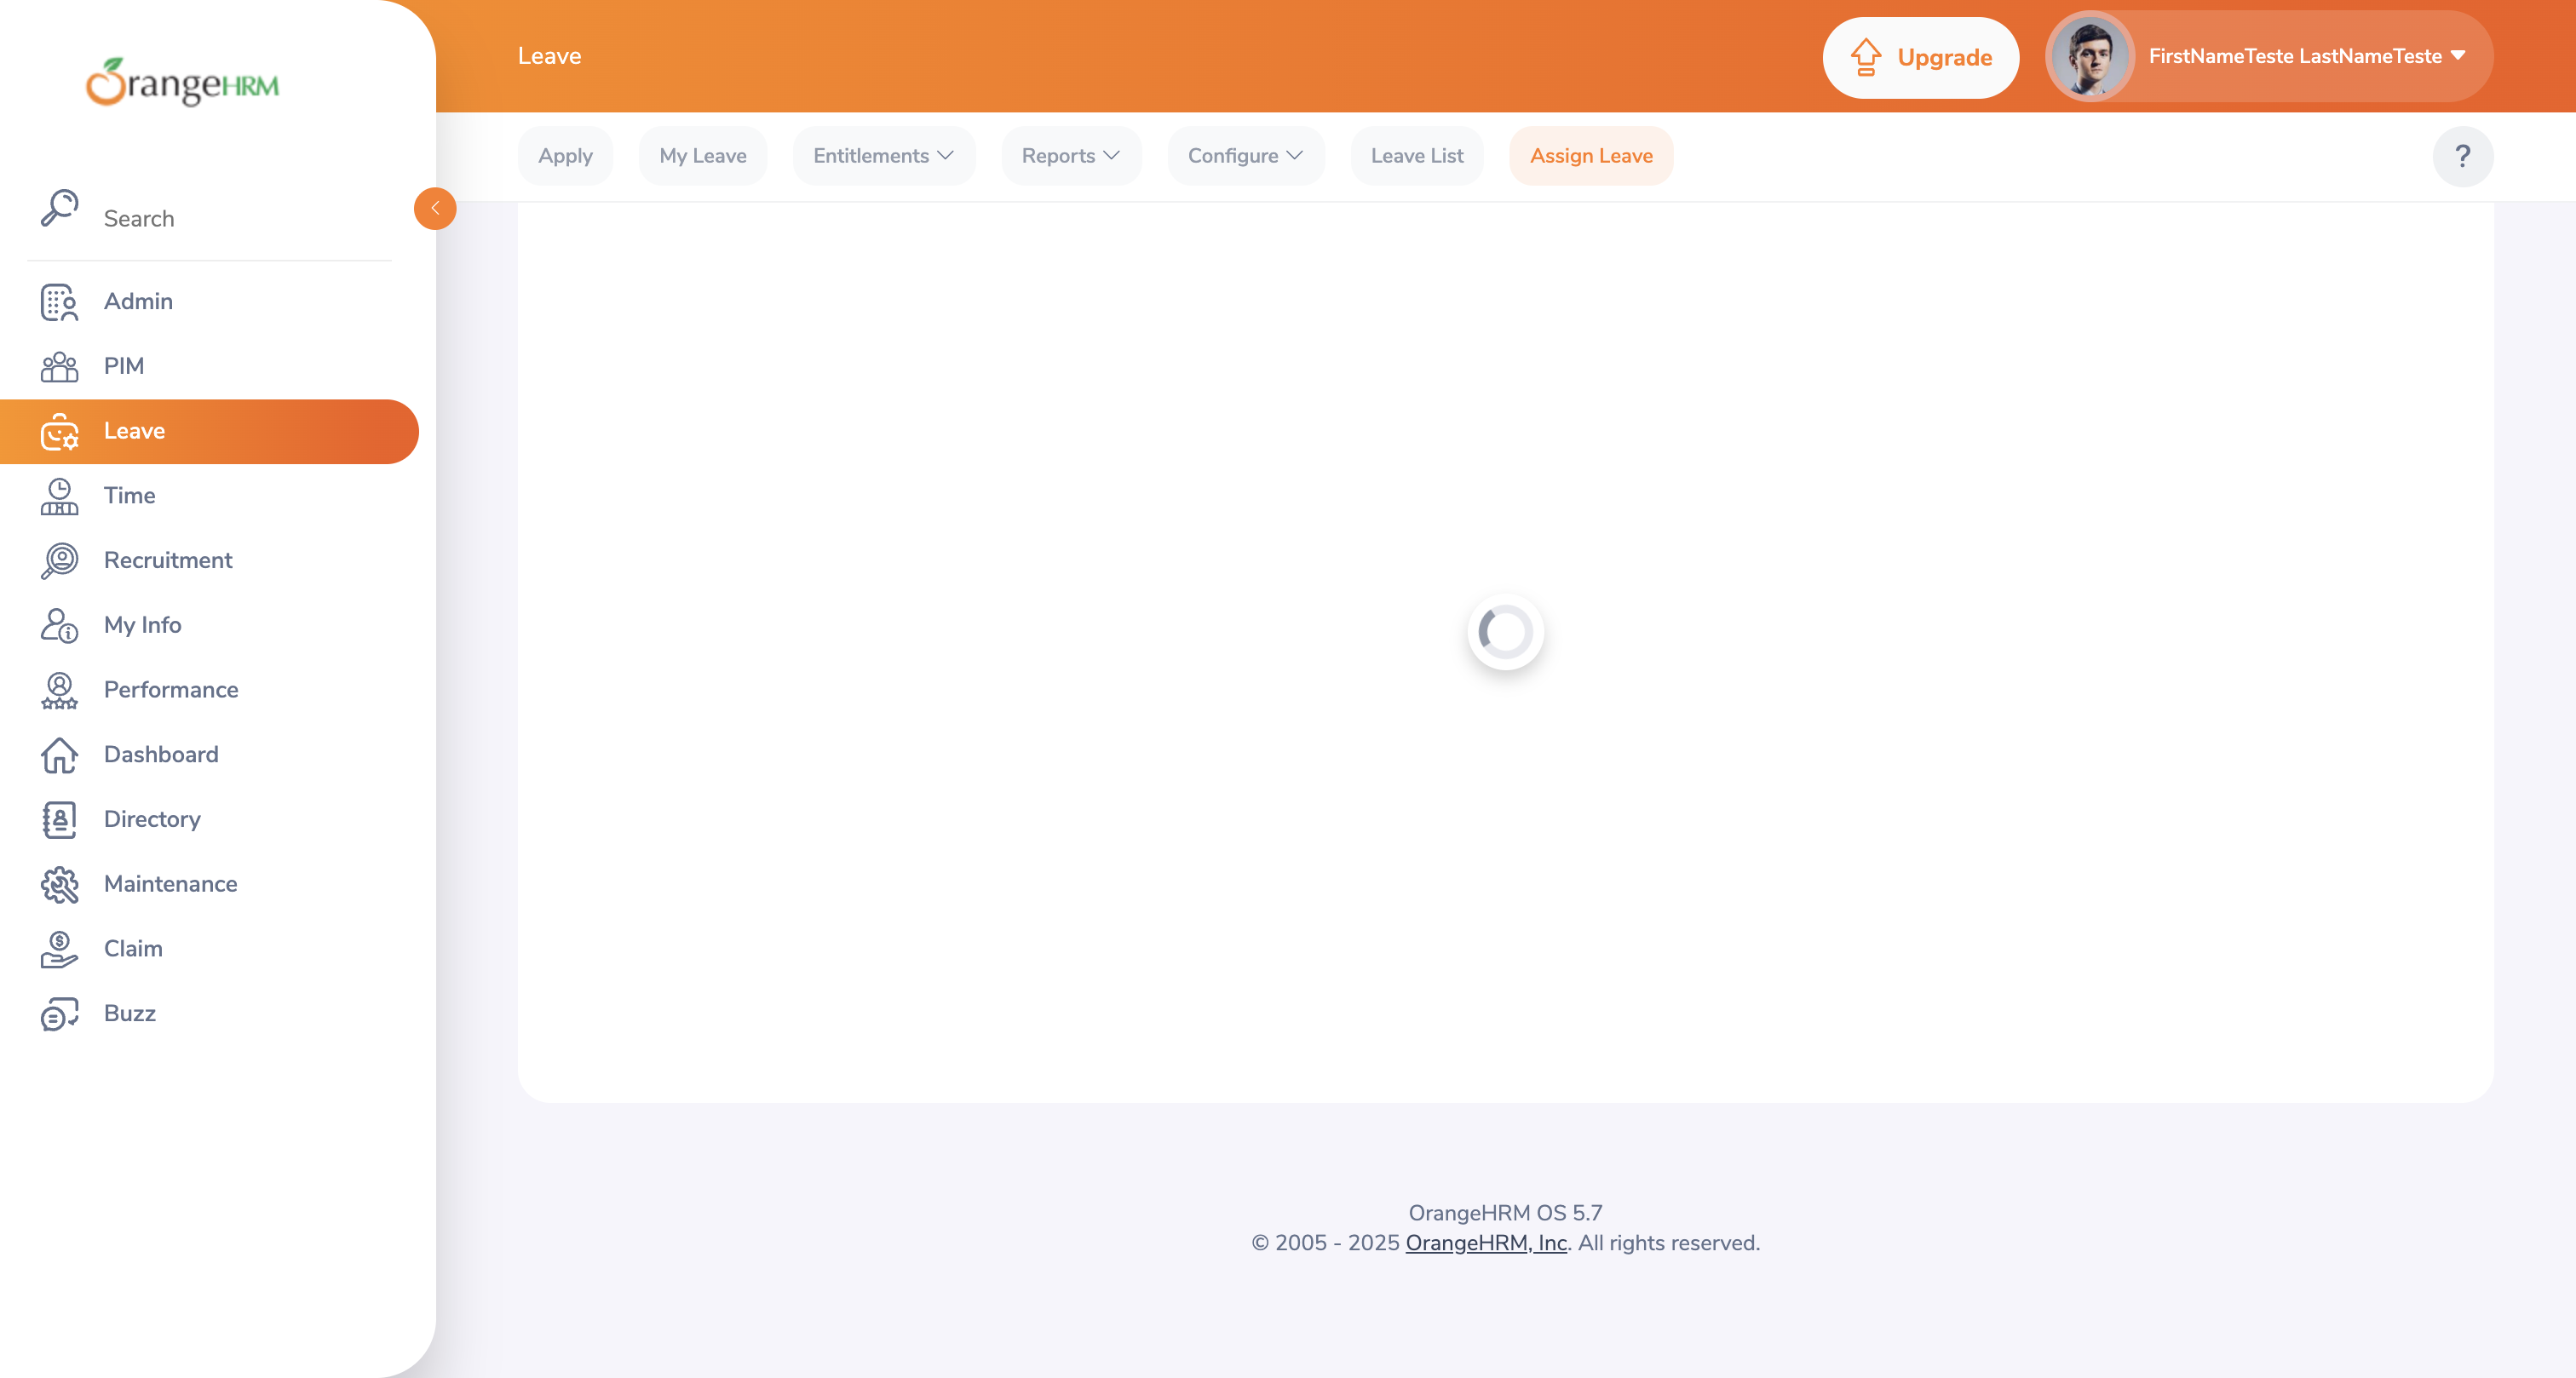 OrangeHRM
Search
Admin
PIM
Leave
Time
Recruitment
My Info
Performance
Dashboard
Directory
Maintenance
Claim
Buzz
Leave
Upgrade
FirstNameTeste LastNameTeste
Apply
My Leave
Entitlements
Reports
Configure
Leave List
Assign Leave
?
OrangeHRM OS 5.7
© 2005 - 2025 OrangeHRM, Inc. All rights reserved.